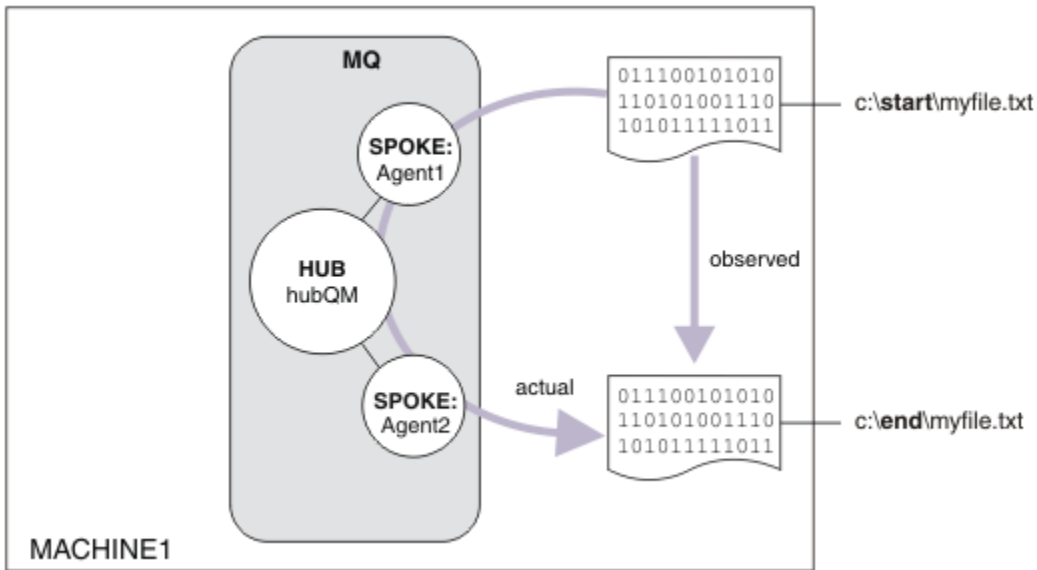 MQ
011100101010
110101001110
101011111011
c:\start\myfile.txt
SPOKE:
Agent1
observed
HUB
hubQM
actual
SPOKE:
Agent2
011100101010
110101001110
101011111011
c:\end\myfile.txt
MACHINE1